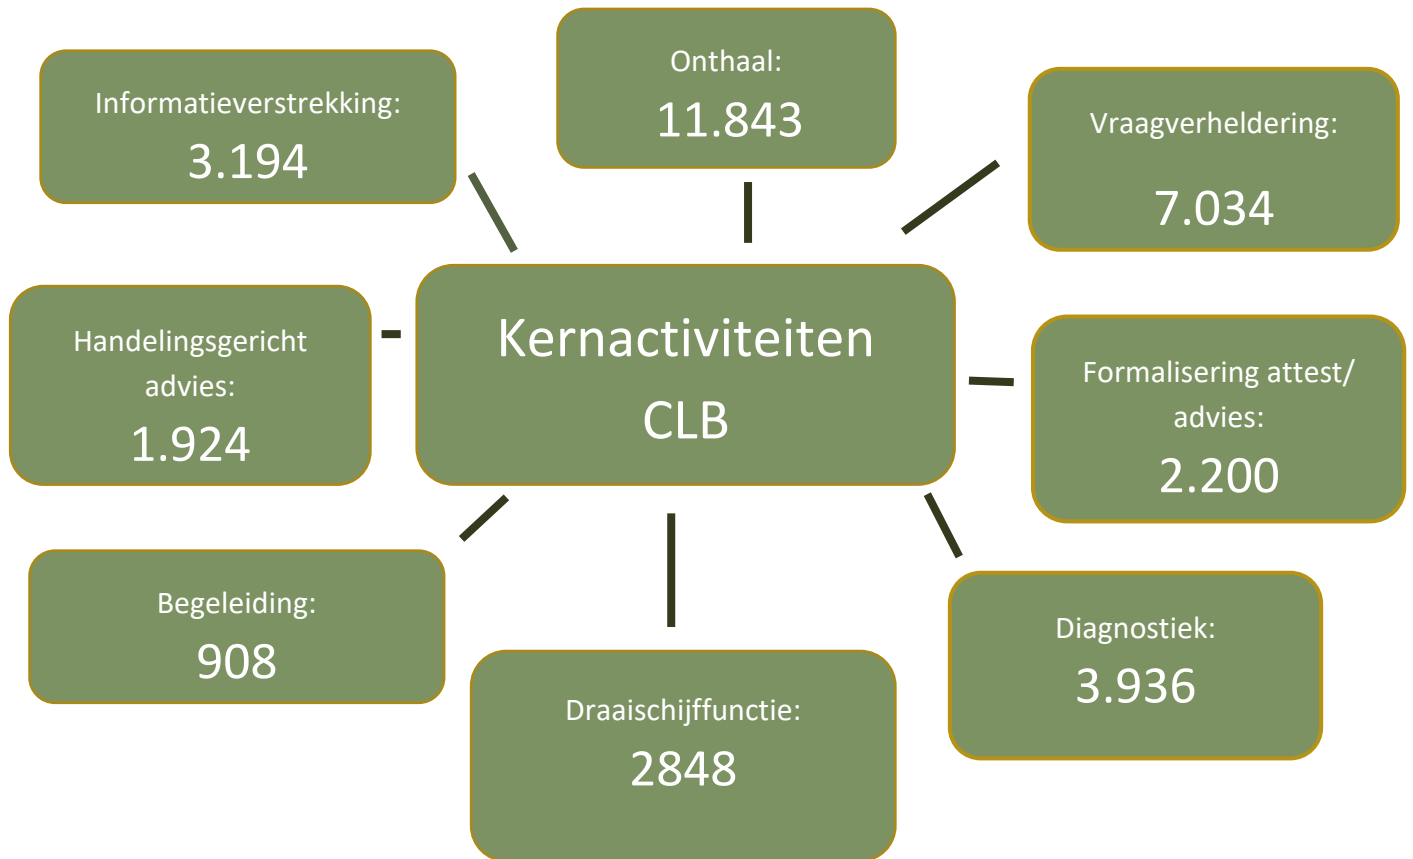 Onthaal:
11.843
Informatieverstrekking:
3.194
Vraagverheldering:
7.034
Kernactiviteiten
CLB
Handelingsgericht
advies:
1.924
Formalisering attest/
advies:
2.200
Begeleiding:
908
Diagnostiek:
3.936
Draaischijffunctie:
2848